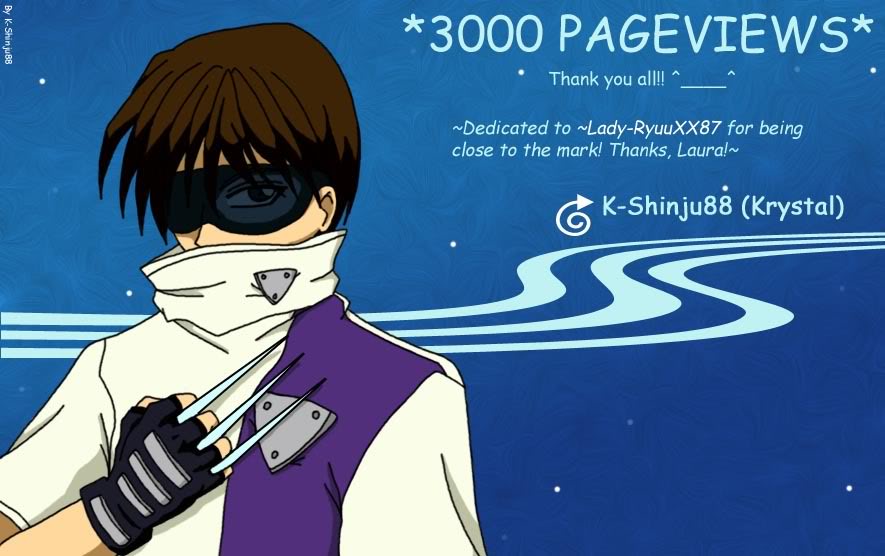 By K-Shinju88
*3000 PAGEVIEWS*
Thank you all!! ^____^
~Dedicated to ~Lady-RyuuXX87 for being
close to the mark! Thanks, Laura!~
K-Shinju88 (Krystal)